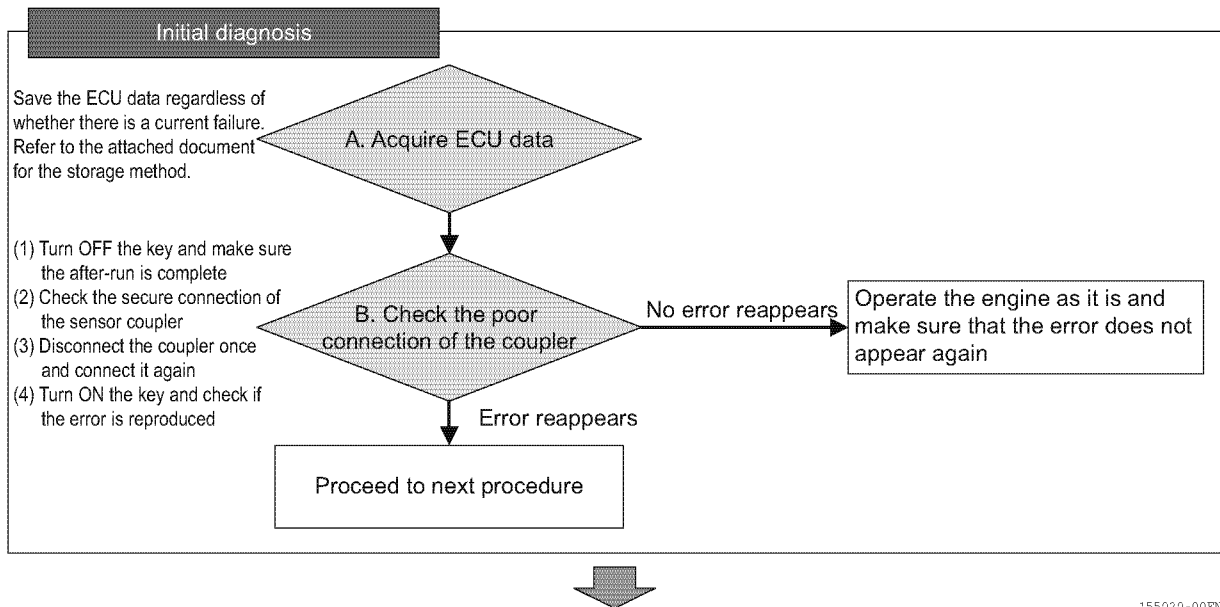 Initial diagnosis
Save the ECU data regardless of
whether there is a current failure.
Refer to the attached document
for the storage method.
A. Acquire ECU data
(1) Turn OFF the key and make sure
the after-run is complete
(2) Check the secure connection of
the sensor coupler
(3) Disconnect the coupler once
and connect it again
(4) Turn ON the key and check if
the error is reproduced
B. Check the poor
connection of the coupler
No error reappears
Operate the engine as it is and
make sure that the error does not
appear again
Error reappears
Proceed to next procedure